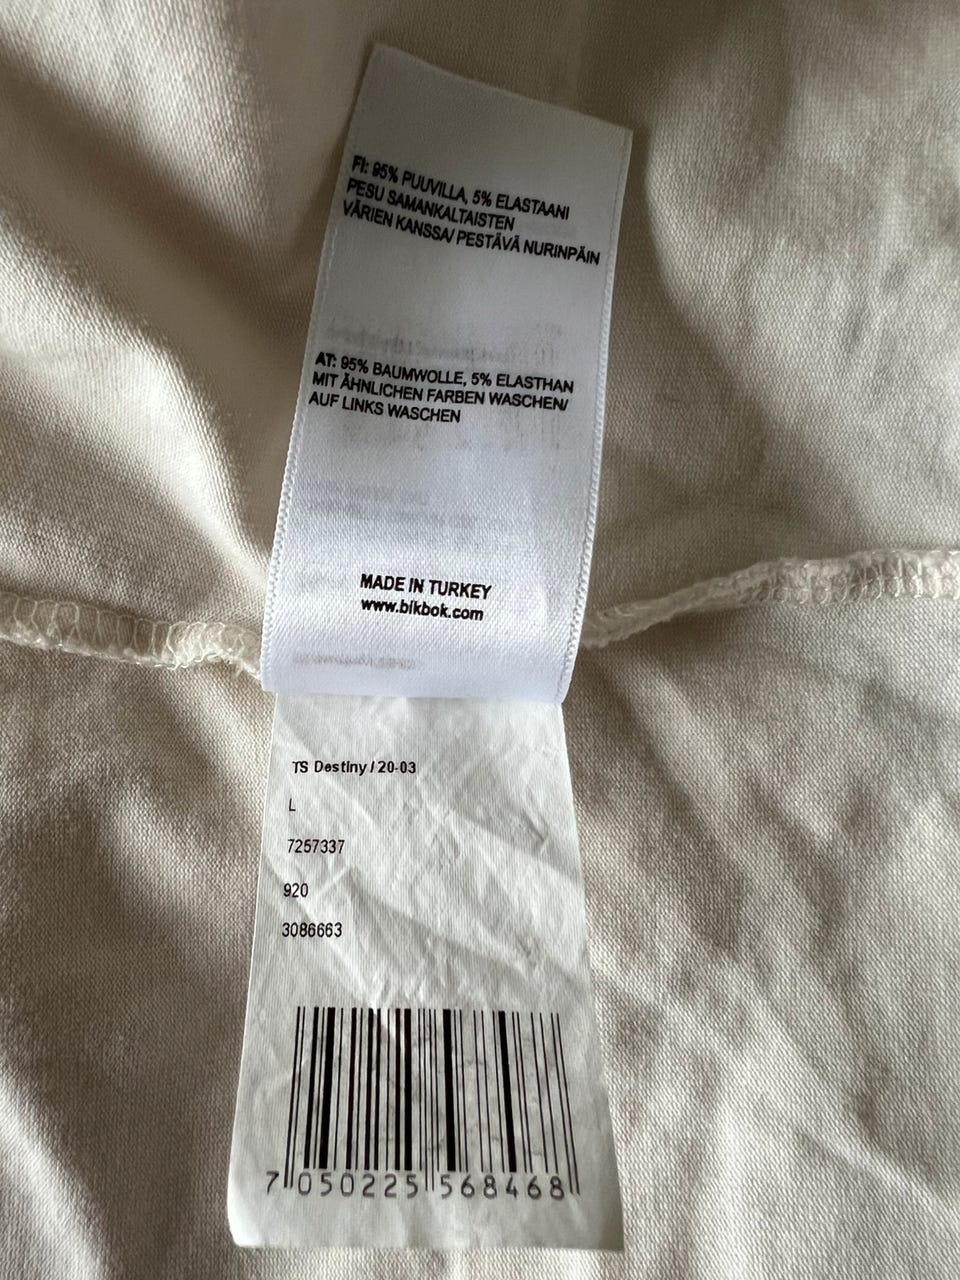 FI: 95% PUUVILLA, 5% ELASTAANI
PESU SAMANKALTAISTEN
VÄRIEN KANSSA/ PESTÄVÄ NURINPÄIN
AT: 95% BAUMWOLLE, 5% ELASTHAN
MIT ÄHNLICHEN FARBEN WASCHEN/
AUF LINKS WASCHEN
MADE IN TURKEY
www.bikbok.com
TS Destiny / 20-03
L
7257337
920
3086663
7 050225 568468